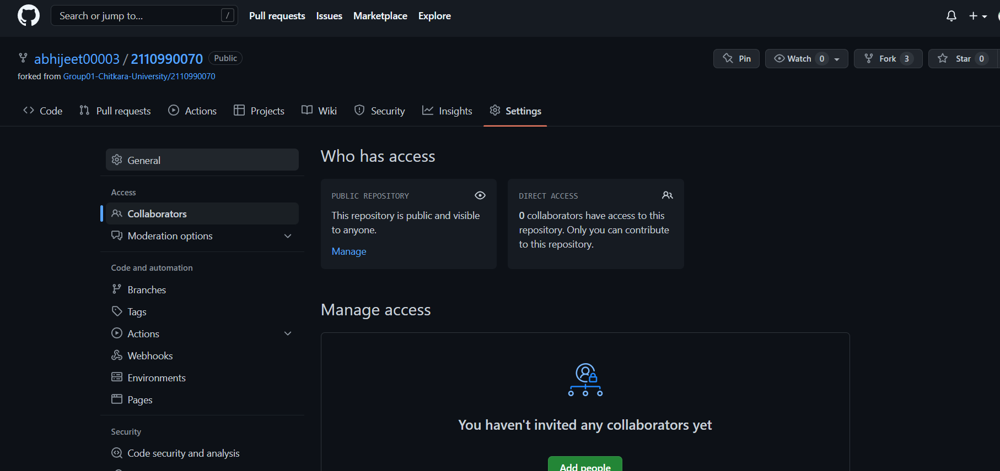 Search or jump to... /
Pull requests Issues Marketplace Explore
abhijeet00003 / 2110990070 Public
Pin Watch 0 Fork 3 Star 0
forked from Group01-Chitkara-University/2110990070
Code Pull requests Actions Projects Wiki Security Insights Settings
General
Access
Collaborators
Moderation options
Code and automation
Branches
Tags
Actions
Webhooks
Environments
Pages
Security
Code security and analysis
Who has access
PUBLIC REPOSITORY
This repository is public and visible
to anyone.
Manage
DIRECT ACCESS
0 collaborators have access to this
repository. Only you can contribute
to this repository.
Manage access
You haven't invited any collaborators yet
Add people